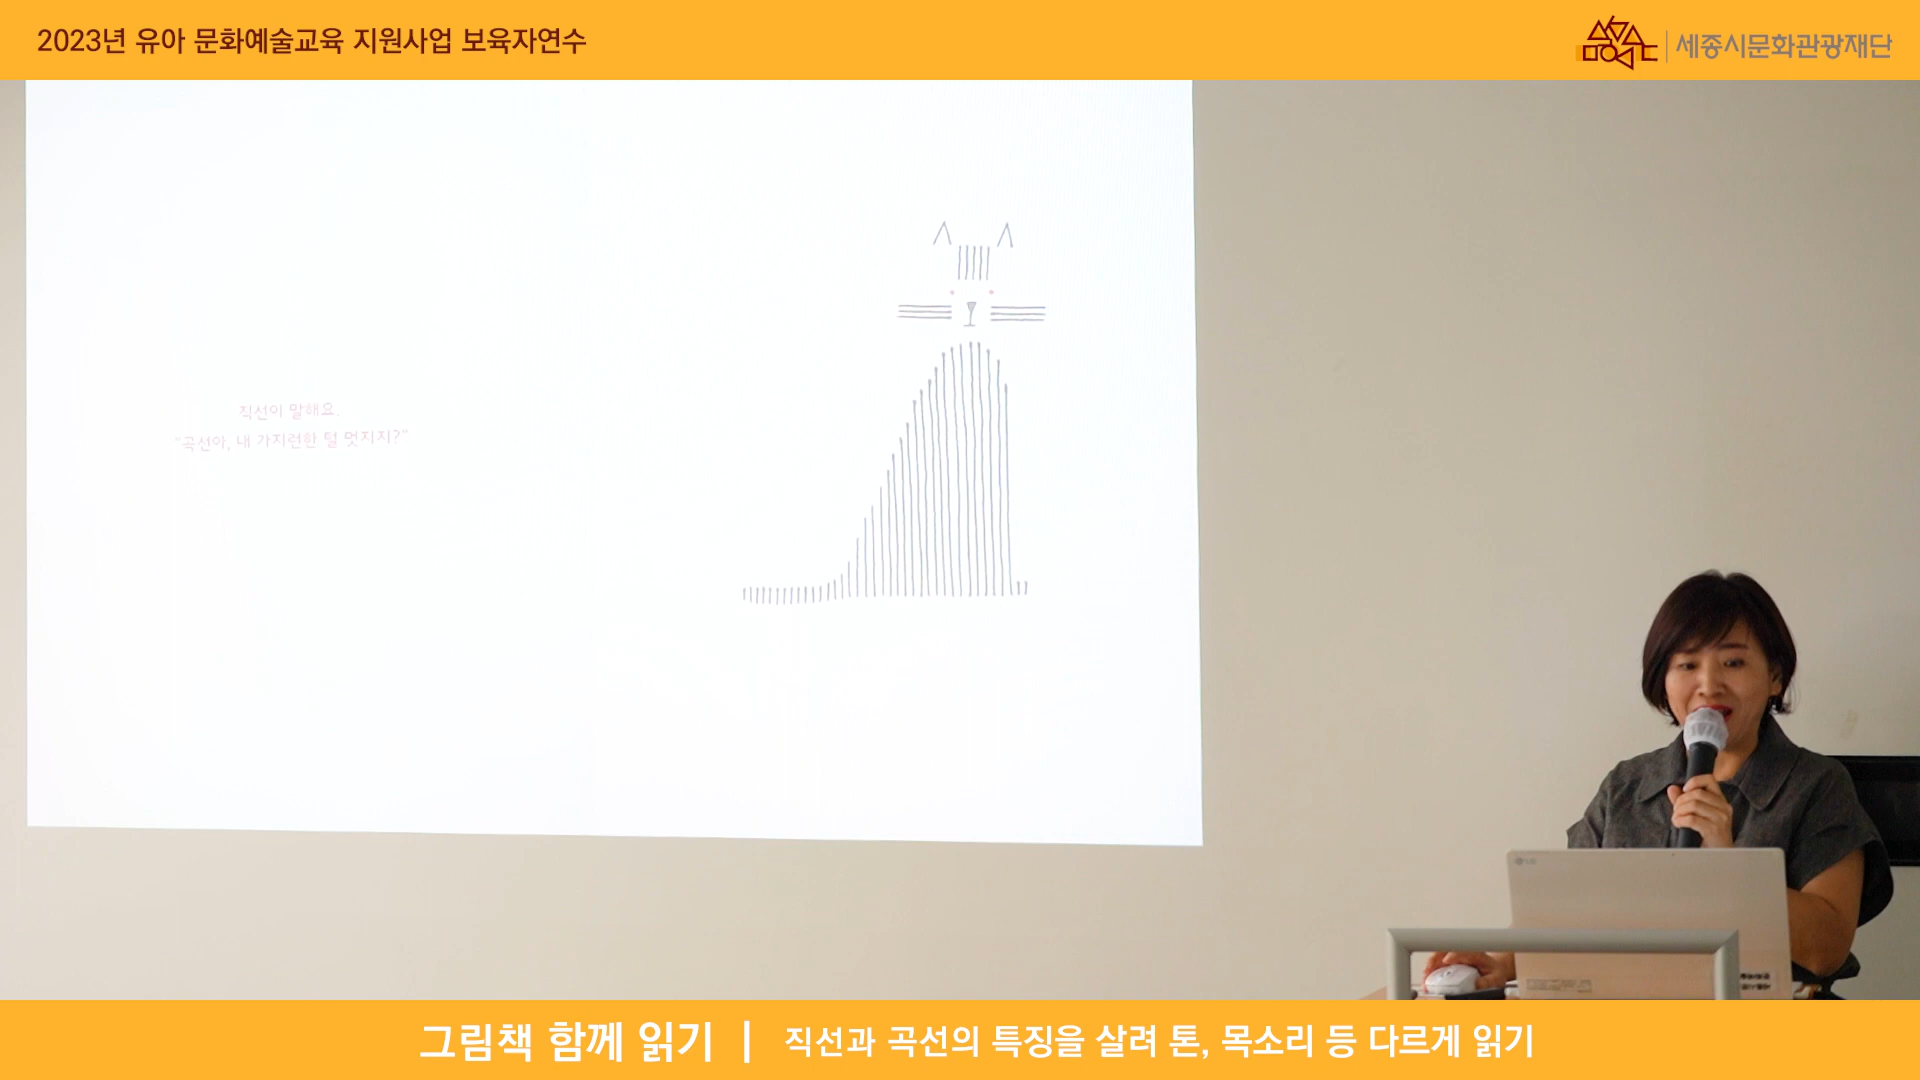 2023년 유아 문화예술교육 지원사업 보육자연수
세종시문화관광재단
직선이 말해요.
"곡선아, 내 가지런한 털 멋지지?"
LG
그림책 함께 읽기 | 직선과 곡선의 특징을 살려 톤, 목소리 등 다르게 읽기